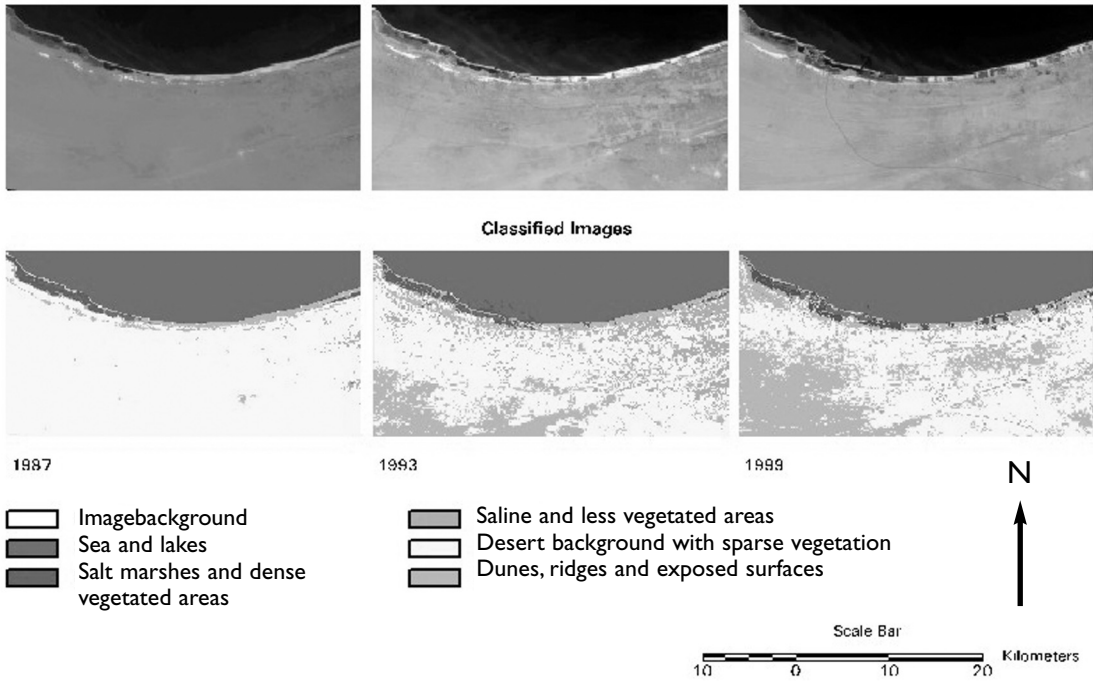 Classified Images
1987
1993
1999
N
Imagebackground
Sea and lakes
Salt marshes and dense
vegetated areas
Saline and less vegetated areas
Desert background with sparse vegetation
Dunes, ridges and exposed surfaces
Scale Bar
Kilometers
10 0 10 20